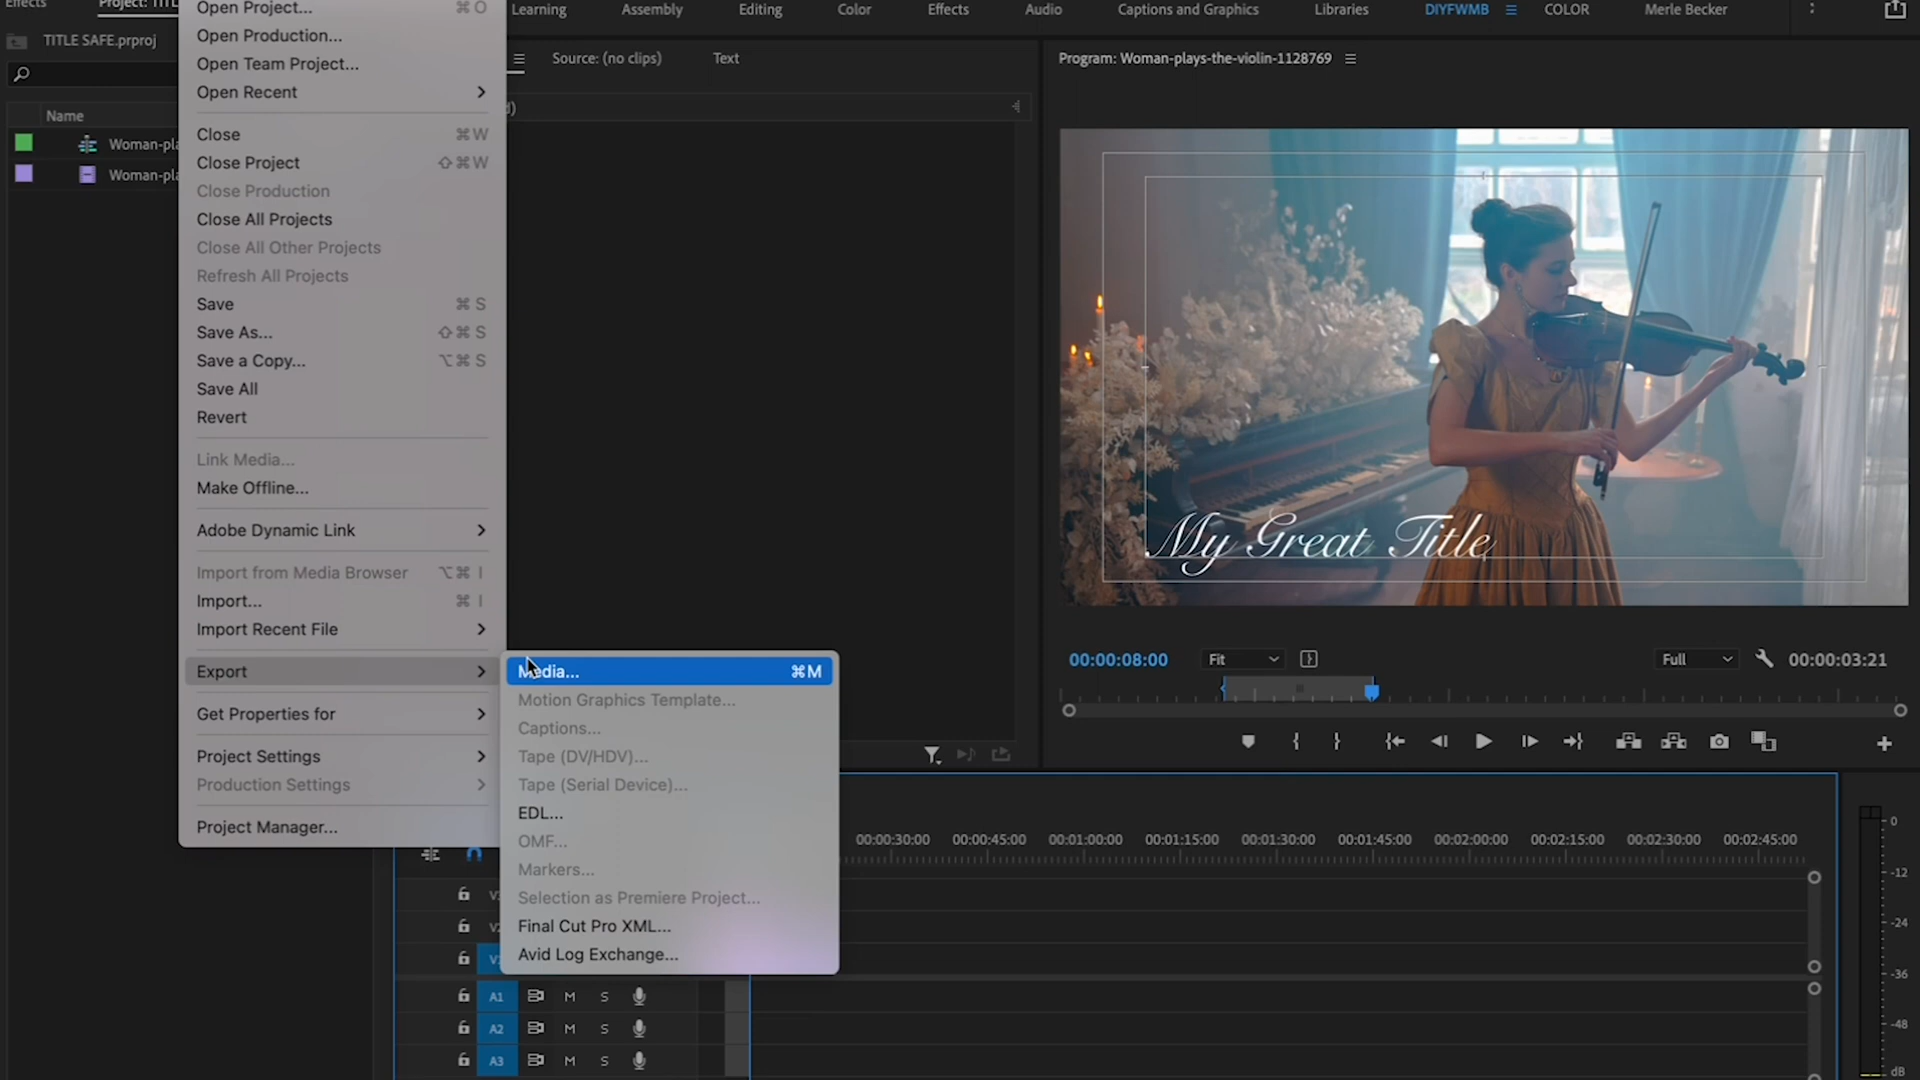 Effects
Project: TITL
Learning
Assembly
Editing
Color
Effects
Audio
Captions and Graphics
Libraries
DIYFWMB
COLOR
Merle Becker
TITLE SAFE.prproj
Source: (no clips)
Text
Program: Woman-plays-the-violin-1128769
Name
Woman-pla
Woman-pla
Open Project... ⌘ O
Open Production...
Open Team Project...
Open Recent
Close ⌘ W
Close Project ⇧ ⌘ W
Close Production
Close All Projects
Close All Other Projects
Refresh All Projects
Save ⌘ S
Save As... ⇧ ⌘ S
Save a Copy... ⌥ ⌘ S
Save All
Revert
Link Media...
Make Offline...
Adobe Dynamic Link
Import from Media Browser ⌥ ⌘ I
Import... ⌘ I
Import Recent File
Export
Get Properties for
Project Settings
Production Settings
Project Manager...
Media... ⌘M
Motion Graphics Template...
Captions...
Tape (DV/HDV)...
Tape (Serial Device)...
EDL...
OMF...
Markers...
Selection as Premiere Project...
Final Cut Pro XML...
Avid Log Exchange...
My Great Title
00:00:08:00
Fit
Full
00:00:03:21
00:00:30:00 00:00:45:00 00:01:00:00 00:01:15:00 00:01:30:00 00:01:45:00 00:02:00:00 00:02:15:00 00:02:30:00 00:02:45:00
A1 M S
A2 M S
A3 M S
0
-12
-24
-36
-48
dB